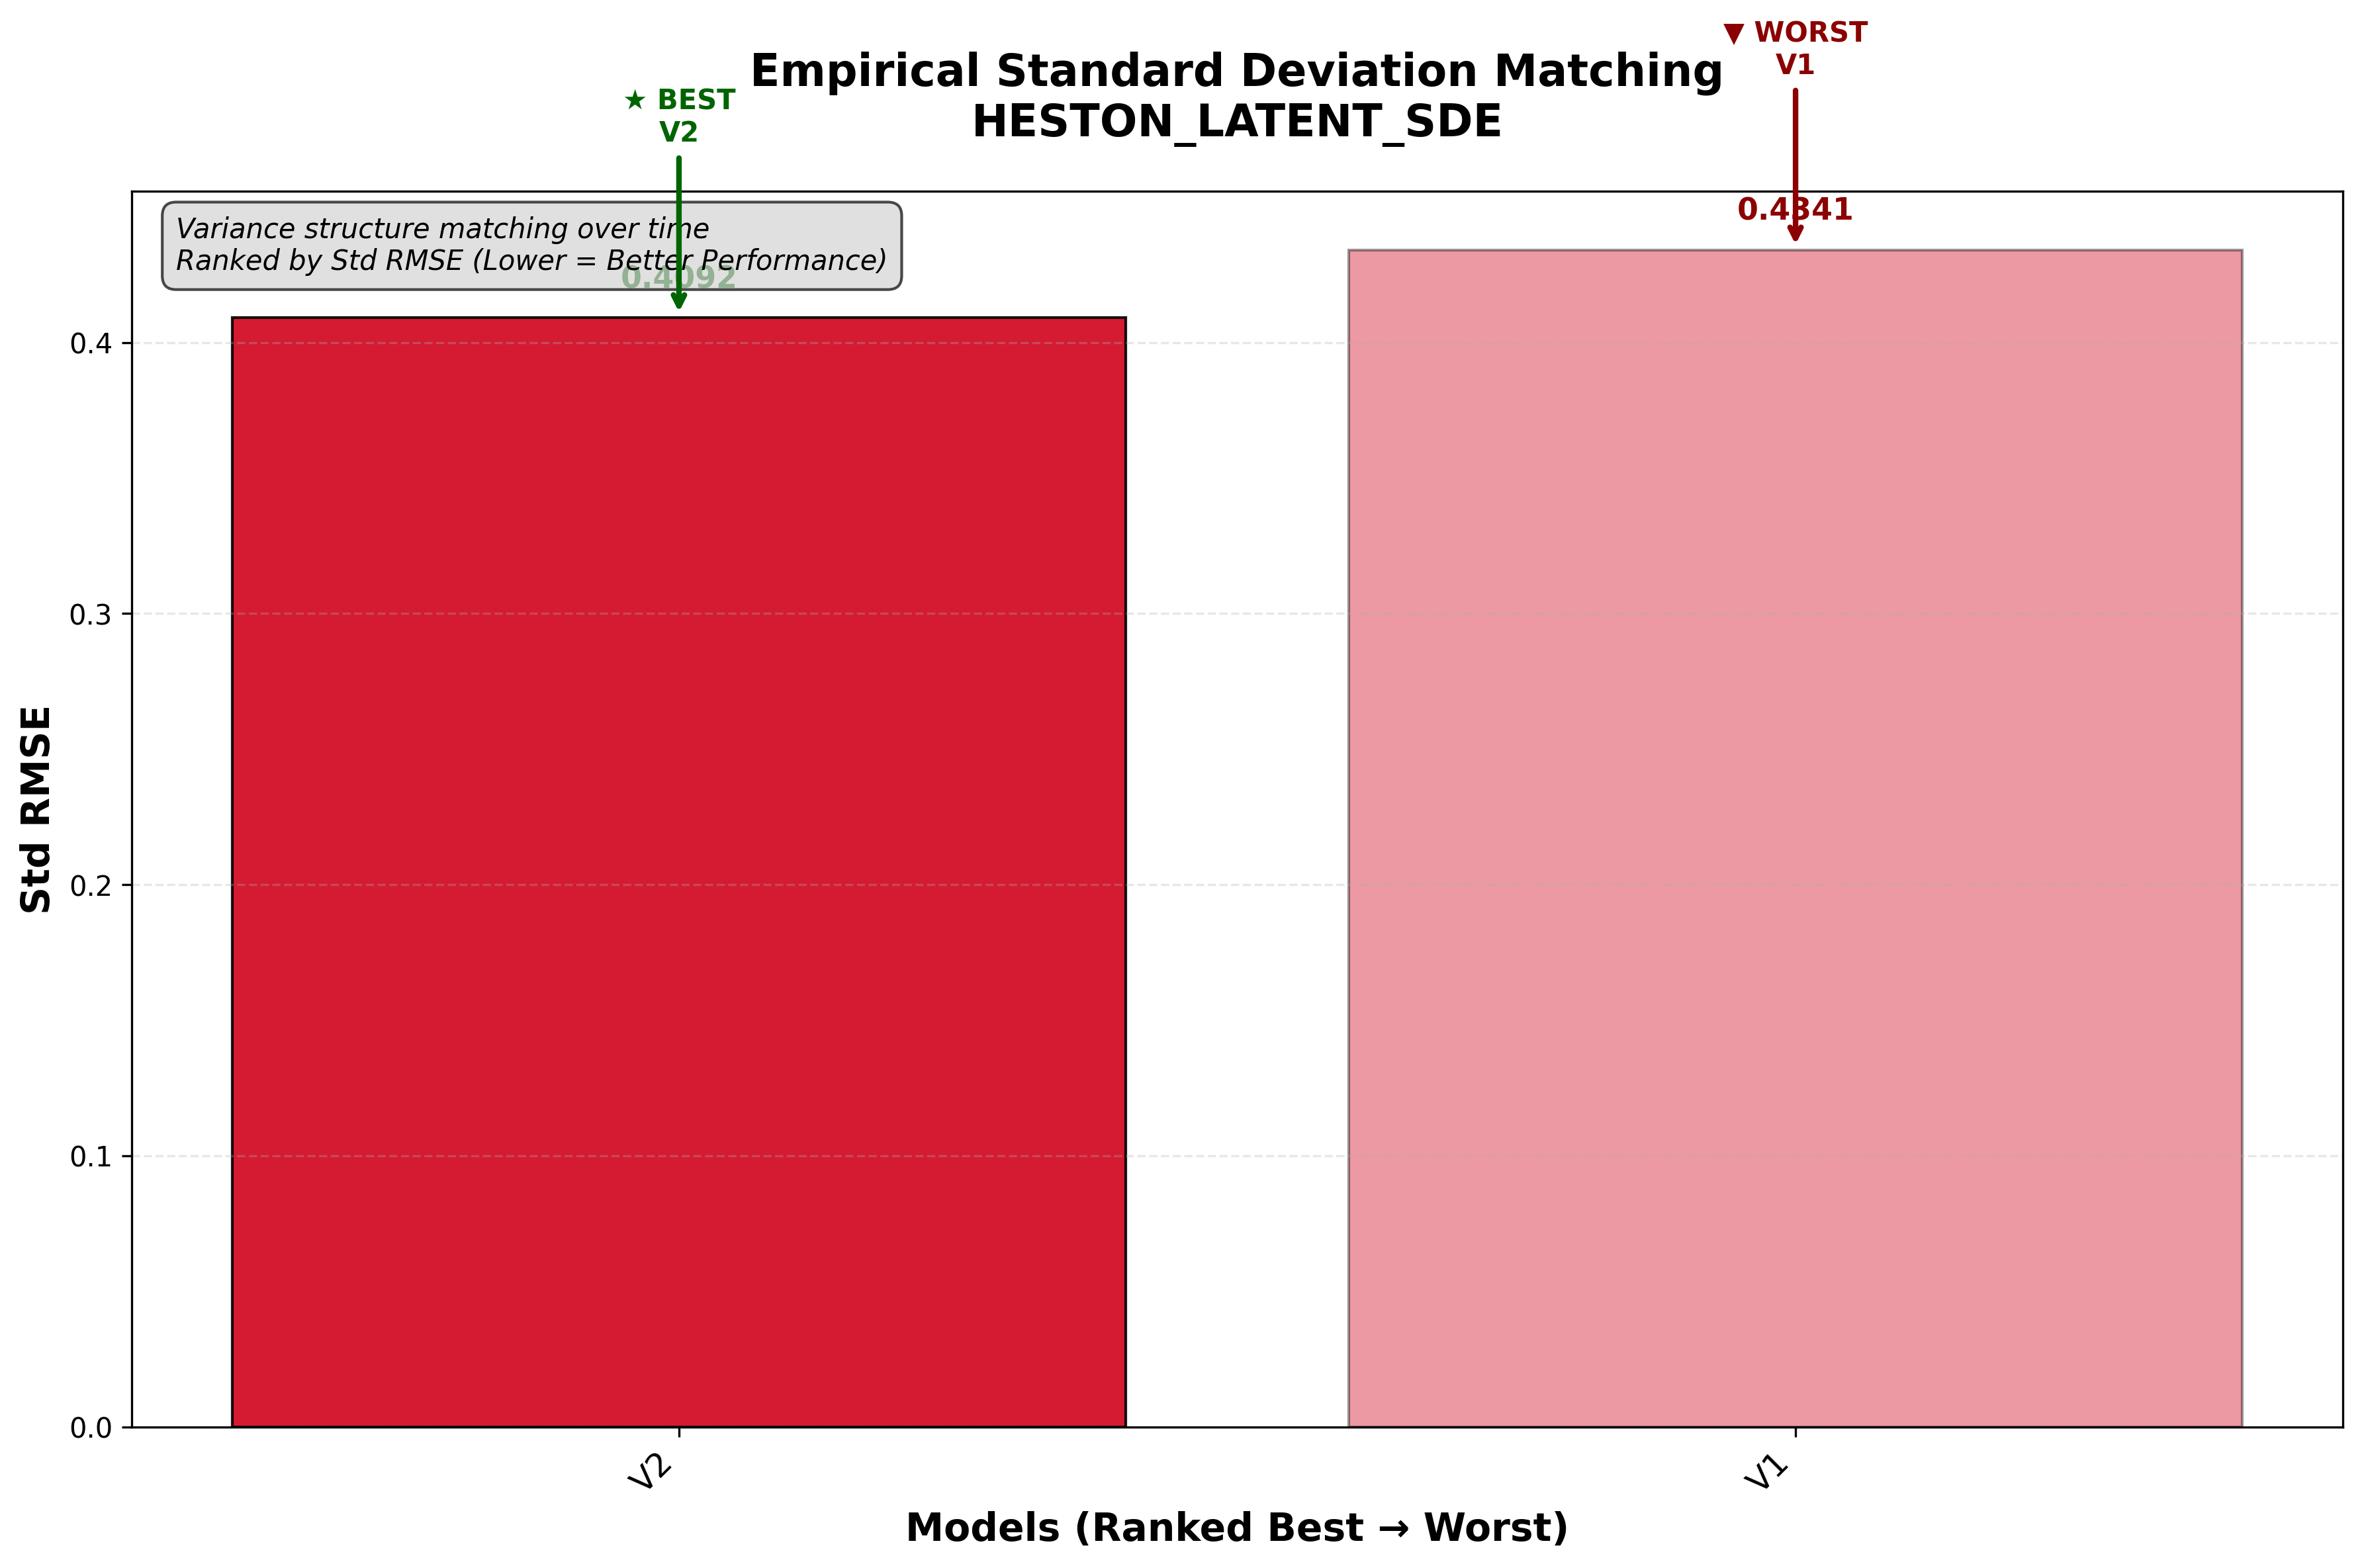 ▼ WORST
V1
Empirical Standard Deviation Matching
HESTON_LATENT_SDE
★ BEST
V2
0.4341
Variance structure matching over time
Ranked by Std RMSE (Lower = Better Performance)
0.4092
0.4
0.3
0.2
0.1
0.0
Std RMSE
V2
V1
Models (Ranked Best → Worst)